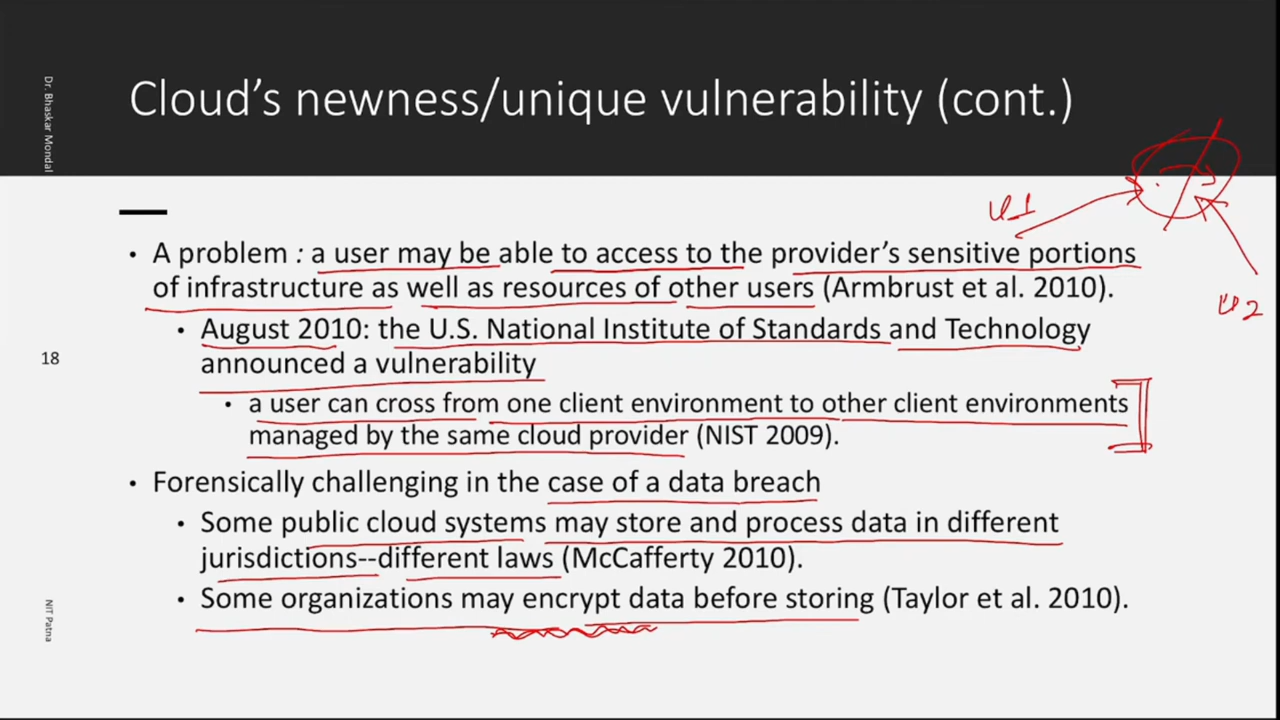 Cloud's newness/unique vulnerability (cont.)
Dr. Bhaskar Mondal
U1
• A problem : a user may be able to access to the provider's sensitive portions
of infrastructure as well as resources of other users (Armbrust et al. 2010).
U2
• August 2010: the U.S. National Institute of Standards and Technology
announced a vulnerability
18
• a user can cross from one client environment to other client environments
managed by the same cloud provider (NIST 2009).
• Forensically challenging in the case of a data breach
• Some public cloud systems may store and process data in different
jurisdictions--different laws (McCafferty 2010).
• Some organizations may encrypt data before storing (Taylor et al. 2010).
NIT Patna